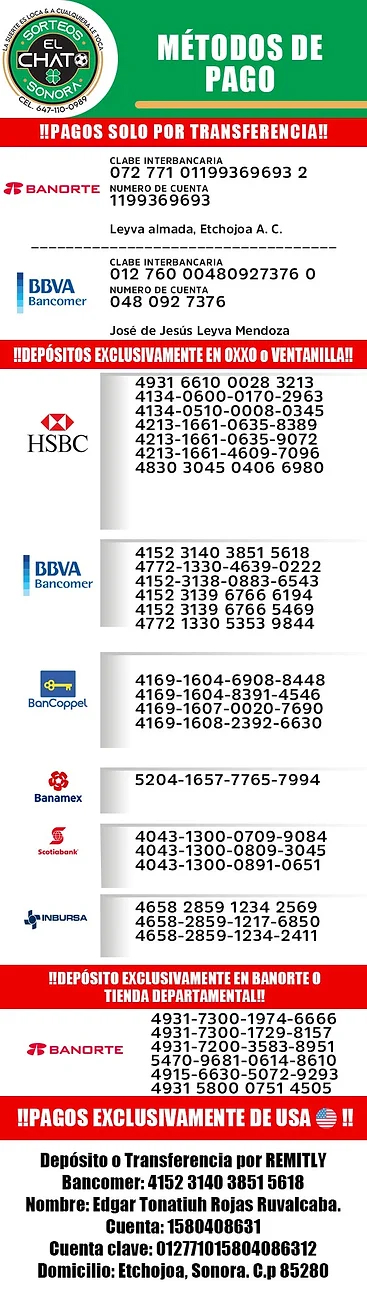 LA SUERTE ES LOCA & A CUALQUIERA LE TOCA
SORTEOS
EL
CHATO
SONORA
CEL. 647-110-0989
MÉTODOS DE
PAGO
!!PAGOS SOLO POR TRANSFERENCIA!!
BANORTE
CLABE INTERBANCARIA
072 771 01199369693 2
NUMERO DE CUENTA
1199369693
Leyva almada, Etchojoa A. C.
BBVA
Bancomer
CLABE INTERBANCARIA
012 760 00480927376 0
NUMERO DE CUENTA
048 092 7376
José de Jesús Leyva Mendoza
!!DEPÓSITOS EXCLUSIVAMENTE EN OXXO o VENTANILLA!!
HSBC
4931 6610 0028 3213
4134-0600-0170-2963
4134-0510-0008-0345
4213-1661-0635-8389
4213-1661-0635-9072
4213-1661-4609-7096
4830 3045 0406 6980
BBVA
Bancomer
4152 3140 3851 5618
4772-1330-4639-0222
4152-3138-0883-6543
4152 3139 6766 6194
4152 3139 6766 5469
4772 1330 5353 9844
BanCoppel
4169-1604-6908-8448
4169-1604-8391-4546
4169-1607-0020-7690
4169-1608-2392-6630
Banamex
5204-1657-7765-7994
Scotiabank
4043-1300-0709-9084
4043-1300-0809-3045
4043-1300-0891-0651
INBURSA
4658 2859 1234 2569
4658-2859-1217-6850
4658-2859-1234-2411
!!DEPÓSITO EXCLUSIVAMENTE EN BANORTE O
TIENDA DEPARTAMENTAL!!
BANORTE
4931-7300-1974-6666
4931-7300-1729-8157
4931-7200-3583-8951
5470-9681-0614-8610
4915-6630-5072-9293
4931 5800 0751 4505
!!PAGOS EXCLUSIVAMENTE DE USA !!
Depósito o Transferencia por REMITLY
Bancomer: 4152 3140 3851 5618
Nombre: Edgar Tonatiuh Rojas Ruvalcaba.
Cuenta: 1580408631
Cuenta clave: 012771015804086312
Domicilio: Etchojoa, Sonora. C.p 85280